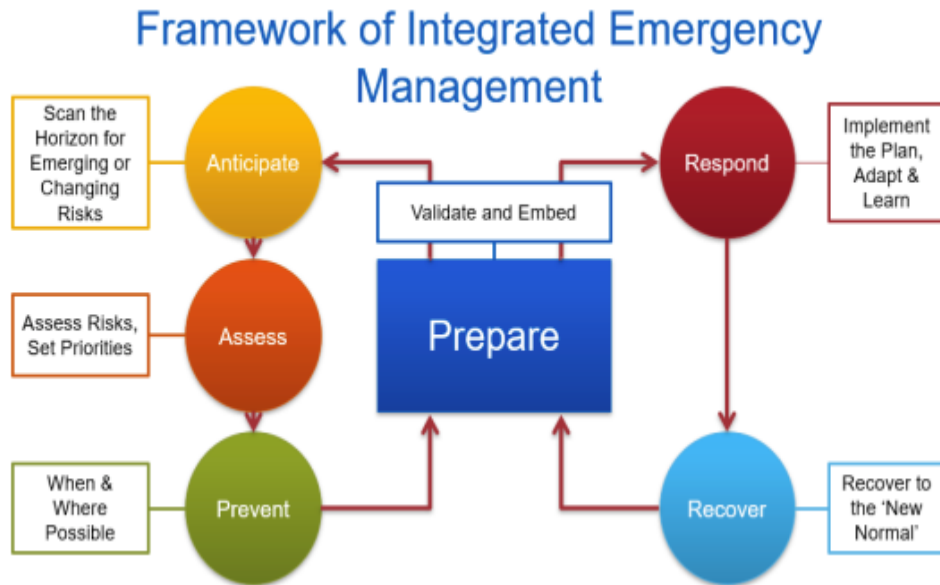 Framework of Integrated Emergency
Management
Scan the
Horizon for
Emerging or
Changing
Risks
Anticipate
Validate and Embed
Respond
Implement
the Plan,
Adapt &
Learn
Assess Risks,
Set Priorities
Assess
Prepare
When &
Where
Possible
Prevent
Recover
Recover to
the ‘New
Normal’